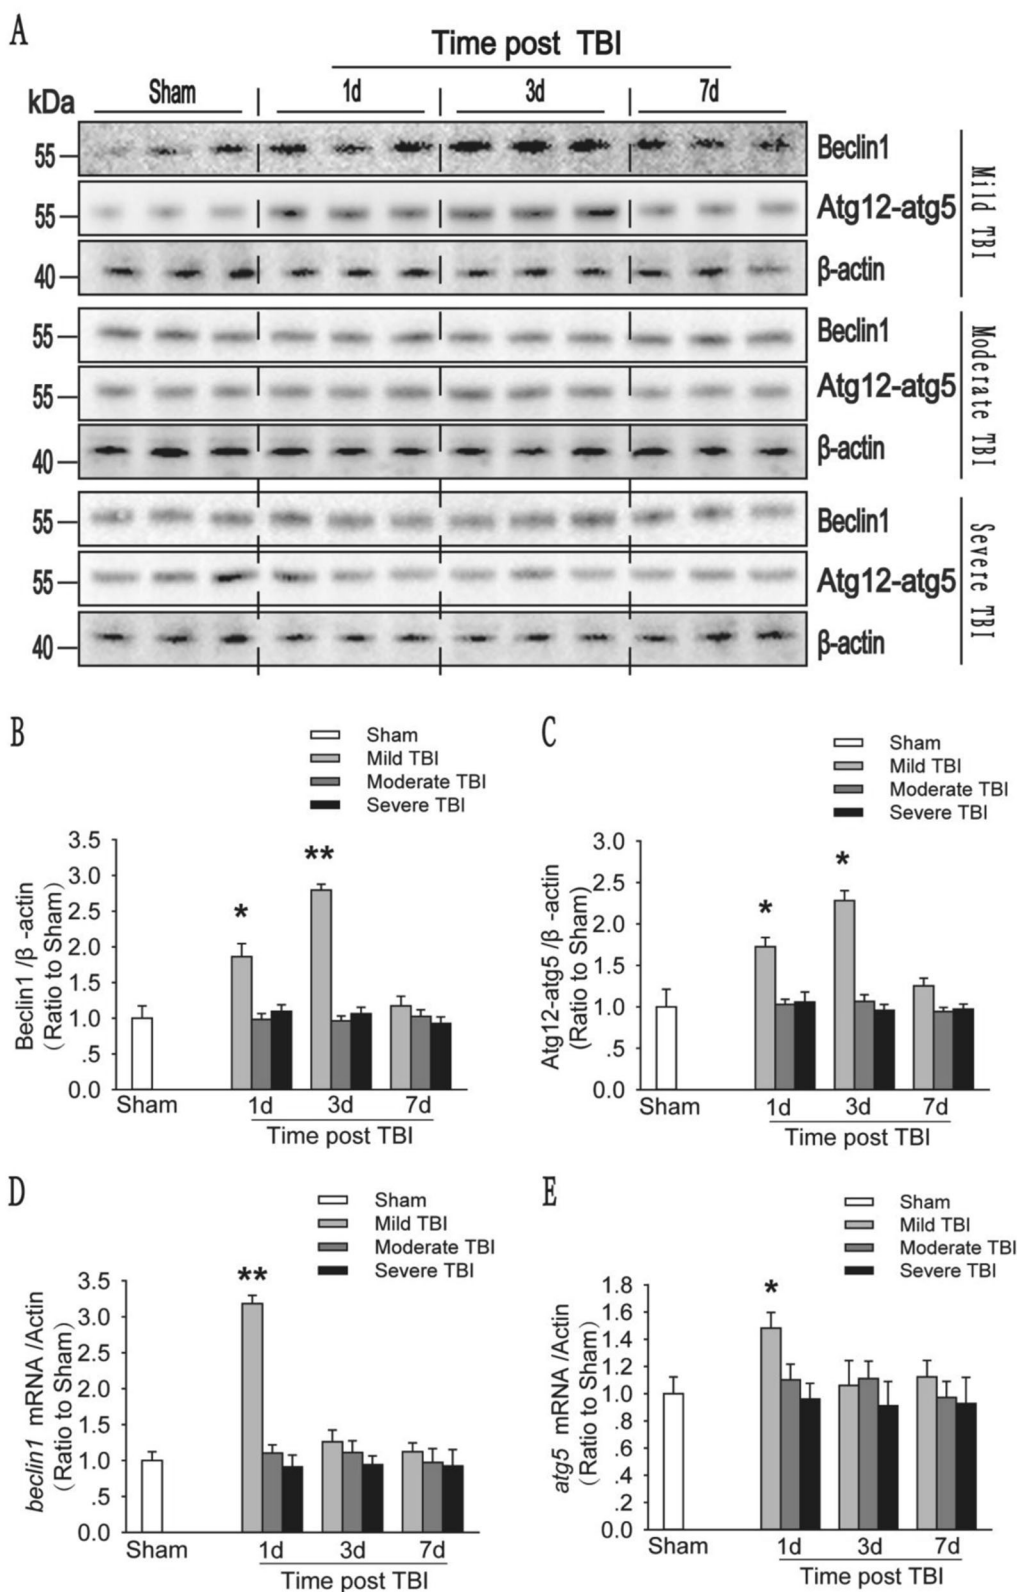 A
Time post TBI
kDa Sham 1d 3d 7d
55 Beclin1
55 Atg12-atg5
40 β-actin
Mild TBI
55 Beclin1
55 Atg12-atg5
40 β-actin
Moderate TBI
55 Beclin1
55 Atg12-atg5
40 β-actin
Severe TBI
B
Sham
Mild TBI
Moderate TBI
Severe TBI
Beclin1 /β -actin
(Ratio to Sham)
3.5
3.0
2.5
2.0
1.5
1.0
.5
0.0
*
**
Sham 1d 3d 7d
Time post TBI
C
Sham
Mild TBI
Moderate TBI
Severe TBI
Atg12-atg5 /β -actin
(Ratio to Sham)
3.0
2.5
2.0
1.5
1.0
.5
0.0
*
*
Sham 1d 3d 7d
Time post TBI
D
Sham
Mild TBI
Moderate TBI
Severe TBI
beclin1 mRNA /Actin
(Ratio to Sham)
3.5
3.0
2.5
2.0
1.5
1.0
.5
0.0
**
Sham 1d 3d 7d
Time post TBI
E
Sham
Mild TBI
Moderate TBI
Severe TBI
atg5 mRNA /Actin
(Ratio to Sham)
1.8
1.6
1.4
1.2
1.0
.8
.6
.4
.2
0.0
*
Sham 1d 3d 7d
Time post TBI